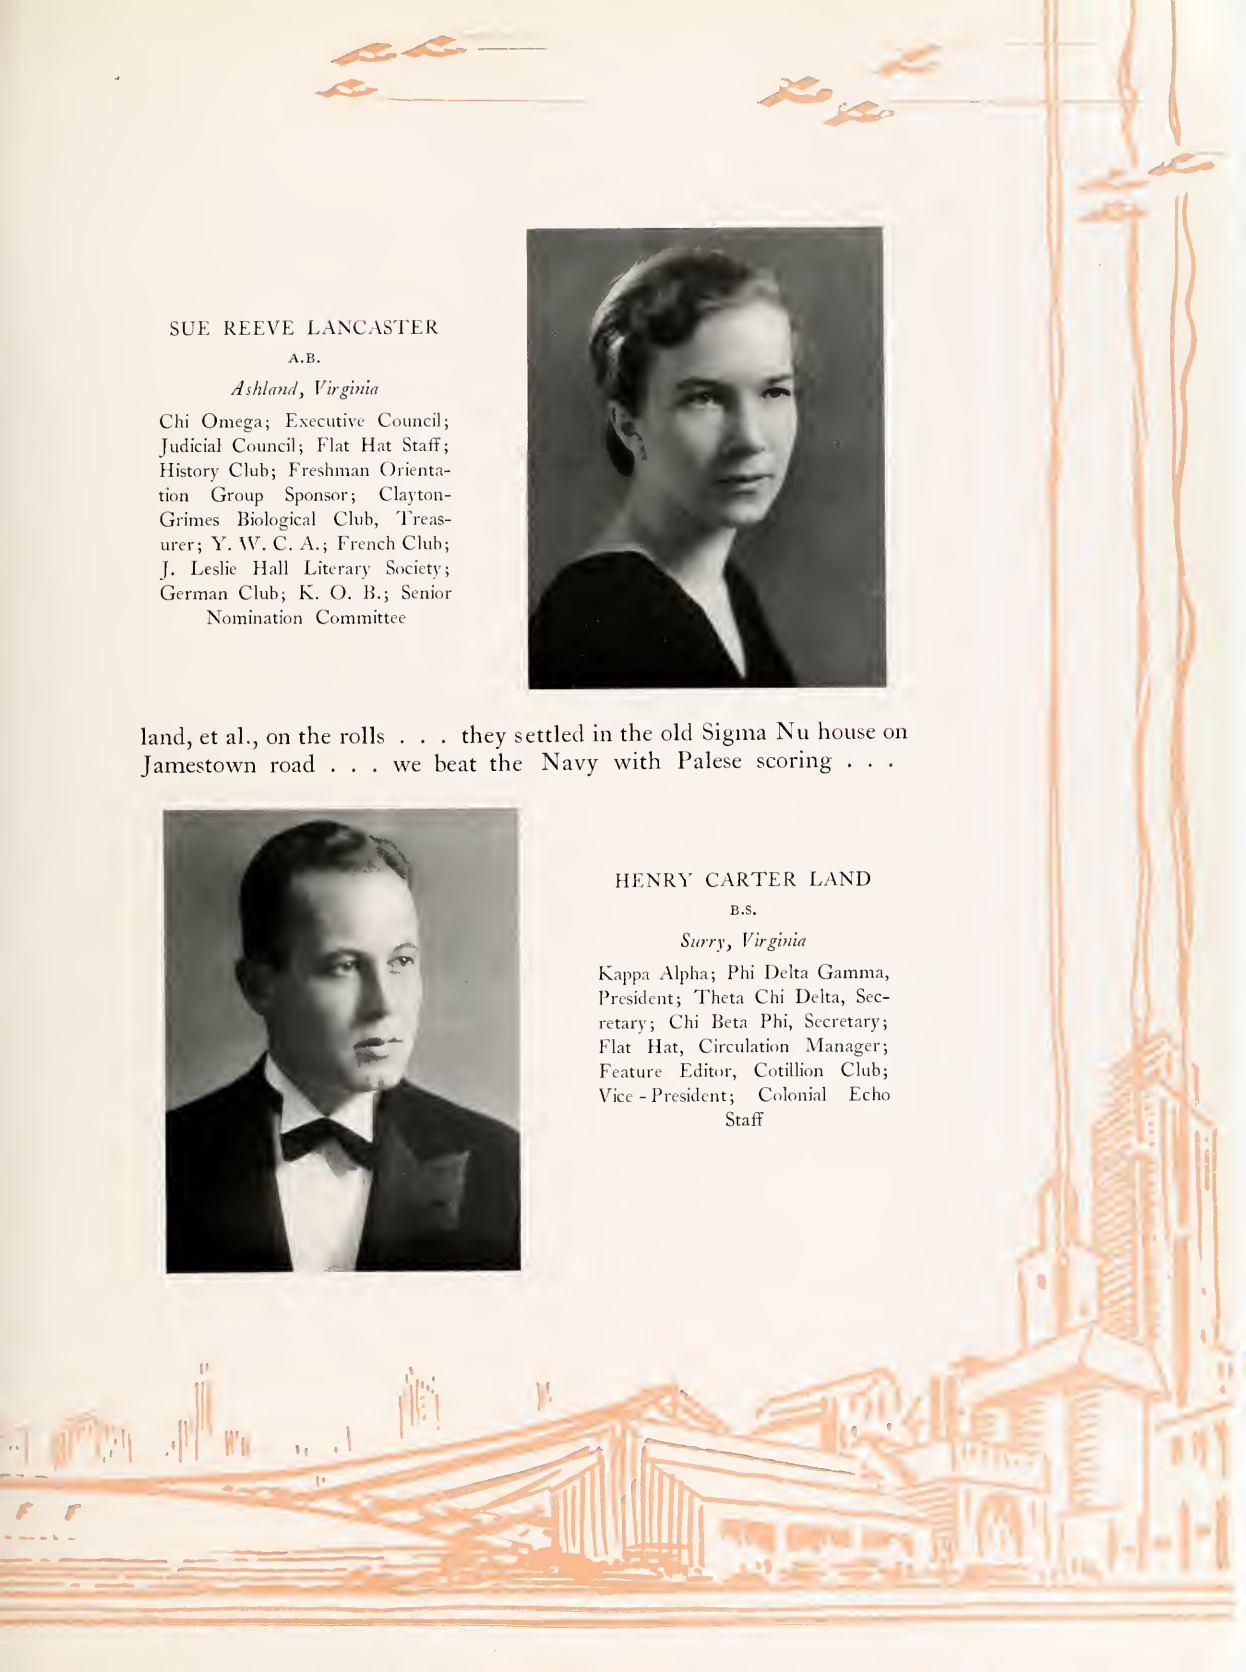 SUE REEVE LANCASTER
A.B.
Ashland, Virginia
Chi Omega; Executive Council;
Judicial Council; Flat Hat Staff;
History Club; Freshman Orienta-
tion Group Sponsor; Clayton-
Grimes Biological Club, Treas-
urer; Y. W. C. A.; French Club;
J. Leslie Hall Literary Society;
German Club; K. O. B.; Senior
Nomination Committee
land, et al., on the rolls . . . they settled in the old Sigma Nu house on
Jamestown road . . . we beat the Navy with Palese scoring . . .
HENRY CARTER LAND
B.S.
Surry, Virginia
Kappa Alpha; Phi Delta Gamma,
President; Theta Chi Delta, Sec-
retary; Chi Beta Phi, Secretary;
Flat Hat, Circulation Manager;
Feature Editor, Cotillion Club;
Vice - President; Colonial Echo
Staff